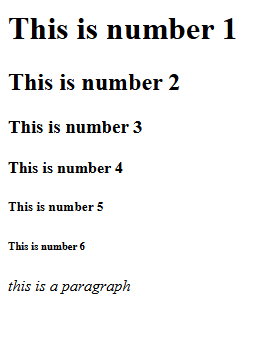 This is number 1
This is number 2
This is number 3
This is number 4
This is number 5
This is number 6
this is a paragraph